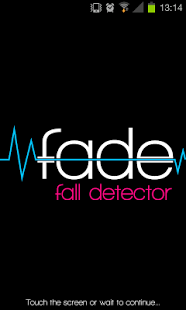 13:14
fade
fall detector
Touch the screen or wait to continue...